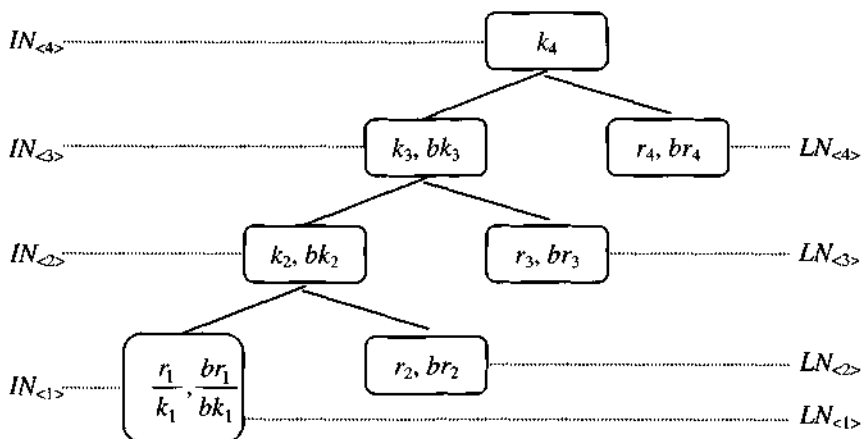 IN<4> k4
IN<3> k3, bk3 r4, br4 LN<4>
IN<2> k2, bk2 r3, br3 LN<3>
r1/k1, br1/bk1 r2, br2 LN<2>
IN<1> LN<1>